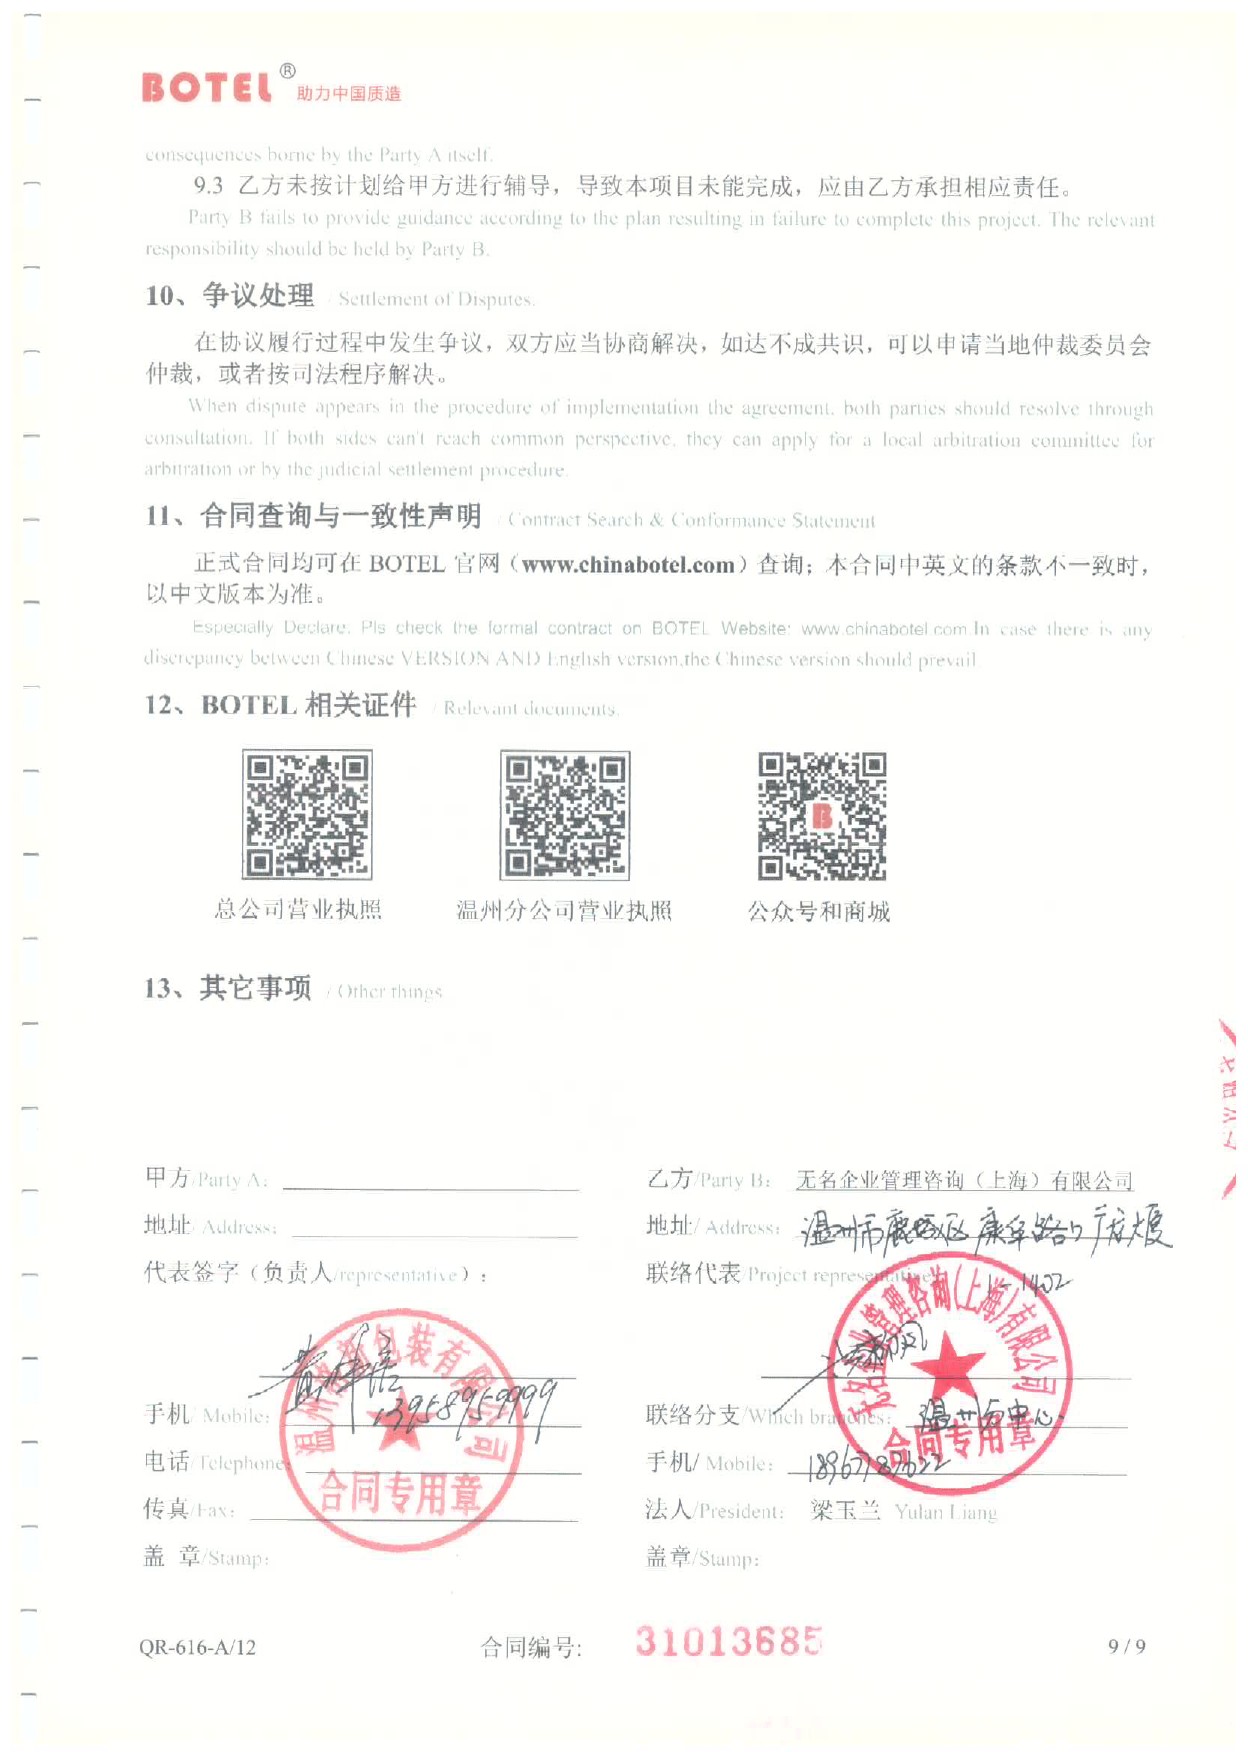 BOTEL® 助力中国质造
consequences borne by the Party A itself.
9.3 乙方未按计划给甲方进行辅导，导致本项目未能完成，应由乙方承担相应责任。
Party B fails to provide guidance according to the plan resulting in failure to complete this project. The relevant
responsibility should be held by Party B.
10、争议处理 / Settlement of Disputes.
在协议履行过程中发生争议，双方应当协商解决，如达不成共识，可以申请当地仲裁委员会
仲裁，或者按司法程序解决。
When dispute appears in the procedure of implementation the agreement, both parties should resolve through
consultation. If both sides can't reach common perspective, they can apply for a local arbitration committee for
arbitration or by the judicial settlement procedure.
11、合同查询与一致性声明 / Contract Search & Conformance Statement
正式合同均可在 BOTEL 官网（www.chinabotel.com）查询；本合同中英文的条款不一致时，
以中文版本为准。
Especially Declare: Pls check the formal contract on BOTEL Website: www.chinabotel.com.In case there is any
discrepancy between Chinese VERSION AND English version,the Chinese version should prevail
12、BOTEL 相关证件 / Relevant documents.
总公司营业执照 温州分公司营业执照 公众号和商城
13、其它事项 / Other things
甲方/Party A: 乙方/Party B: 无名企业管理咨询（上海）有限公司
地址/Address: 地址/Address: 温州市鹿城区
代表签字（负责人/representative）: 联络代表/Project representative:
1-1402
包装有限公司
无名企业管理咨询(上海)有限公司
手机/Mobile: 13958959999 联络分支/Which branches: 温州
电话/Telephone: 手机/Mobile:
合同专用章 合同专用章
传真/Fax: 法人/President: 梁玉兰 Yulan Liang
盖 章/Stamp: 盖章/Stamp:
QR-616-A/12 合同编号: 31013685 9 / 9